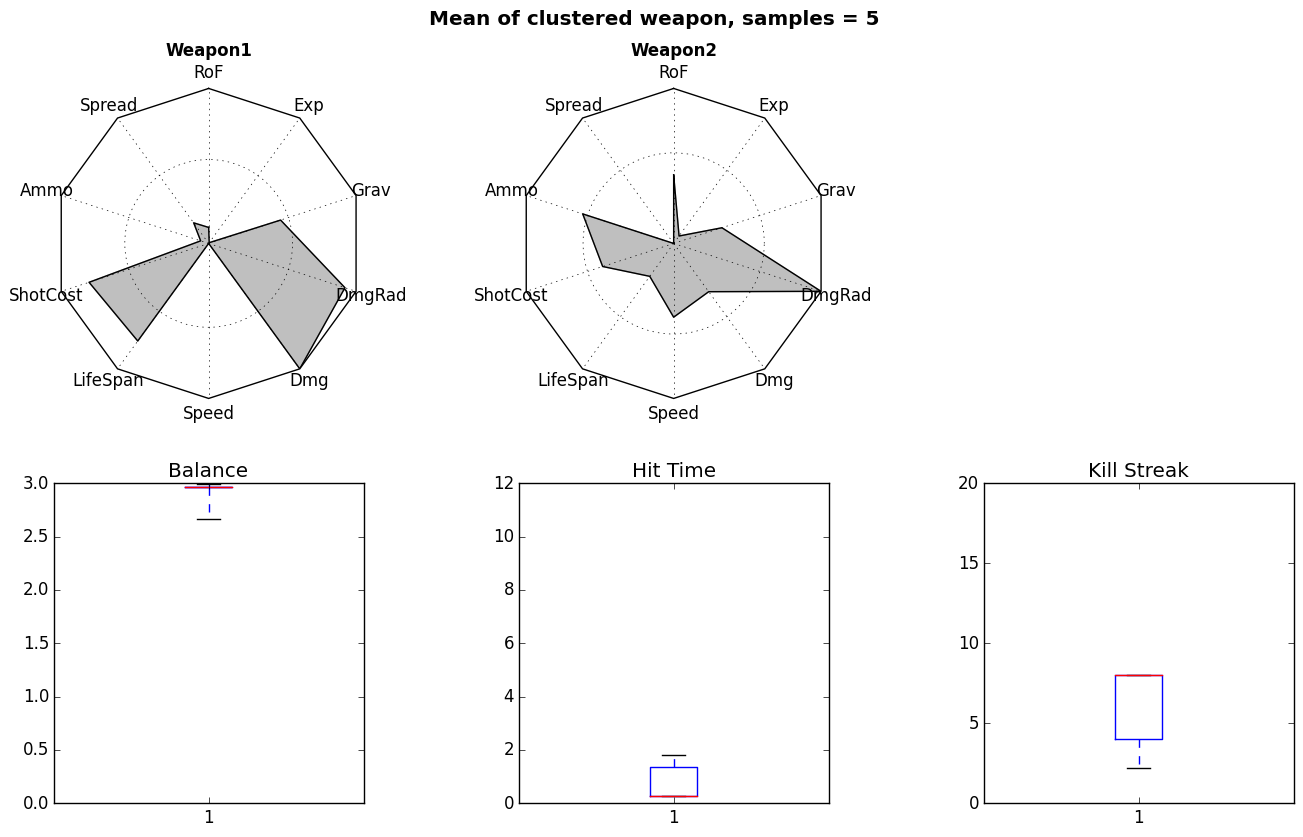 Mean of clustered weapon, samples = 5
Weapon1
RoF
Spread
Exp
Ammo
Grav
ShotCost
DmgRad
LifeSpan
Dmg
Speed
Weapon2
RoF
Spread
Exp
Ammo
Grav
ShotCost
DmgRad
LifeSpan
Dmg
Speed
Balance
3.0
2.5
2.0
1.5
1.0
0.5
0.0
1
Hit Time
12
10
8
6
4
2
0
1
Kill Streak
20
15
10
5
0
1